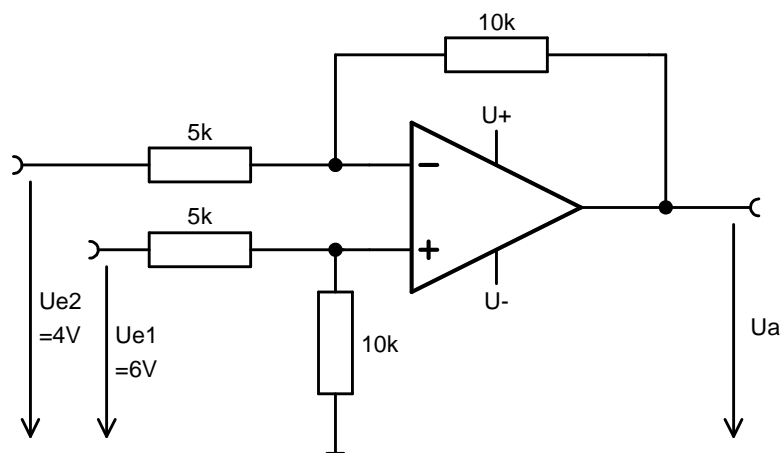 10k
U+
5k
−
5k
+
U-
Ue2
=4V
Ue1
=6V
10k
Ua